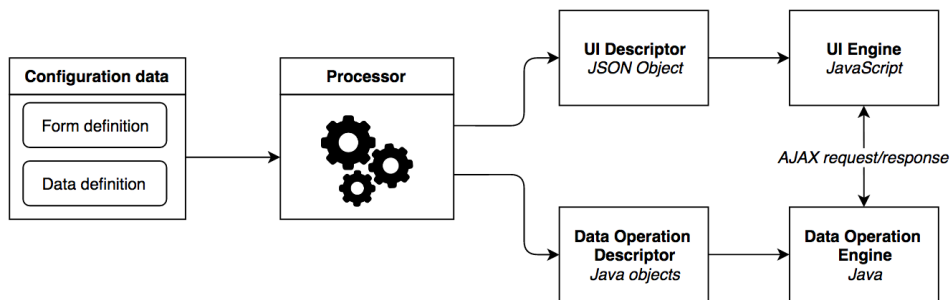 Configuration data
Form definition
Data definition
Processor
UI Descriptor
JSON Object
UI Engine
JavaScript
AJAX request/response
Data Operation
Descriptor
Java objects
Data Operation
Engine
Java